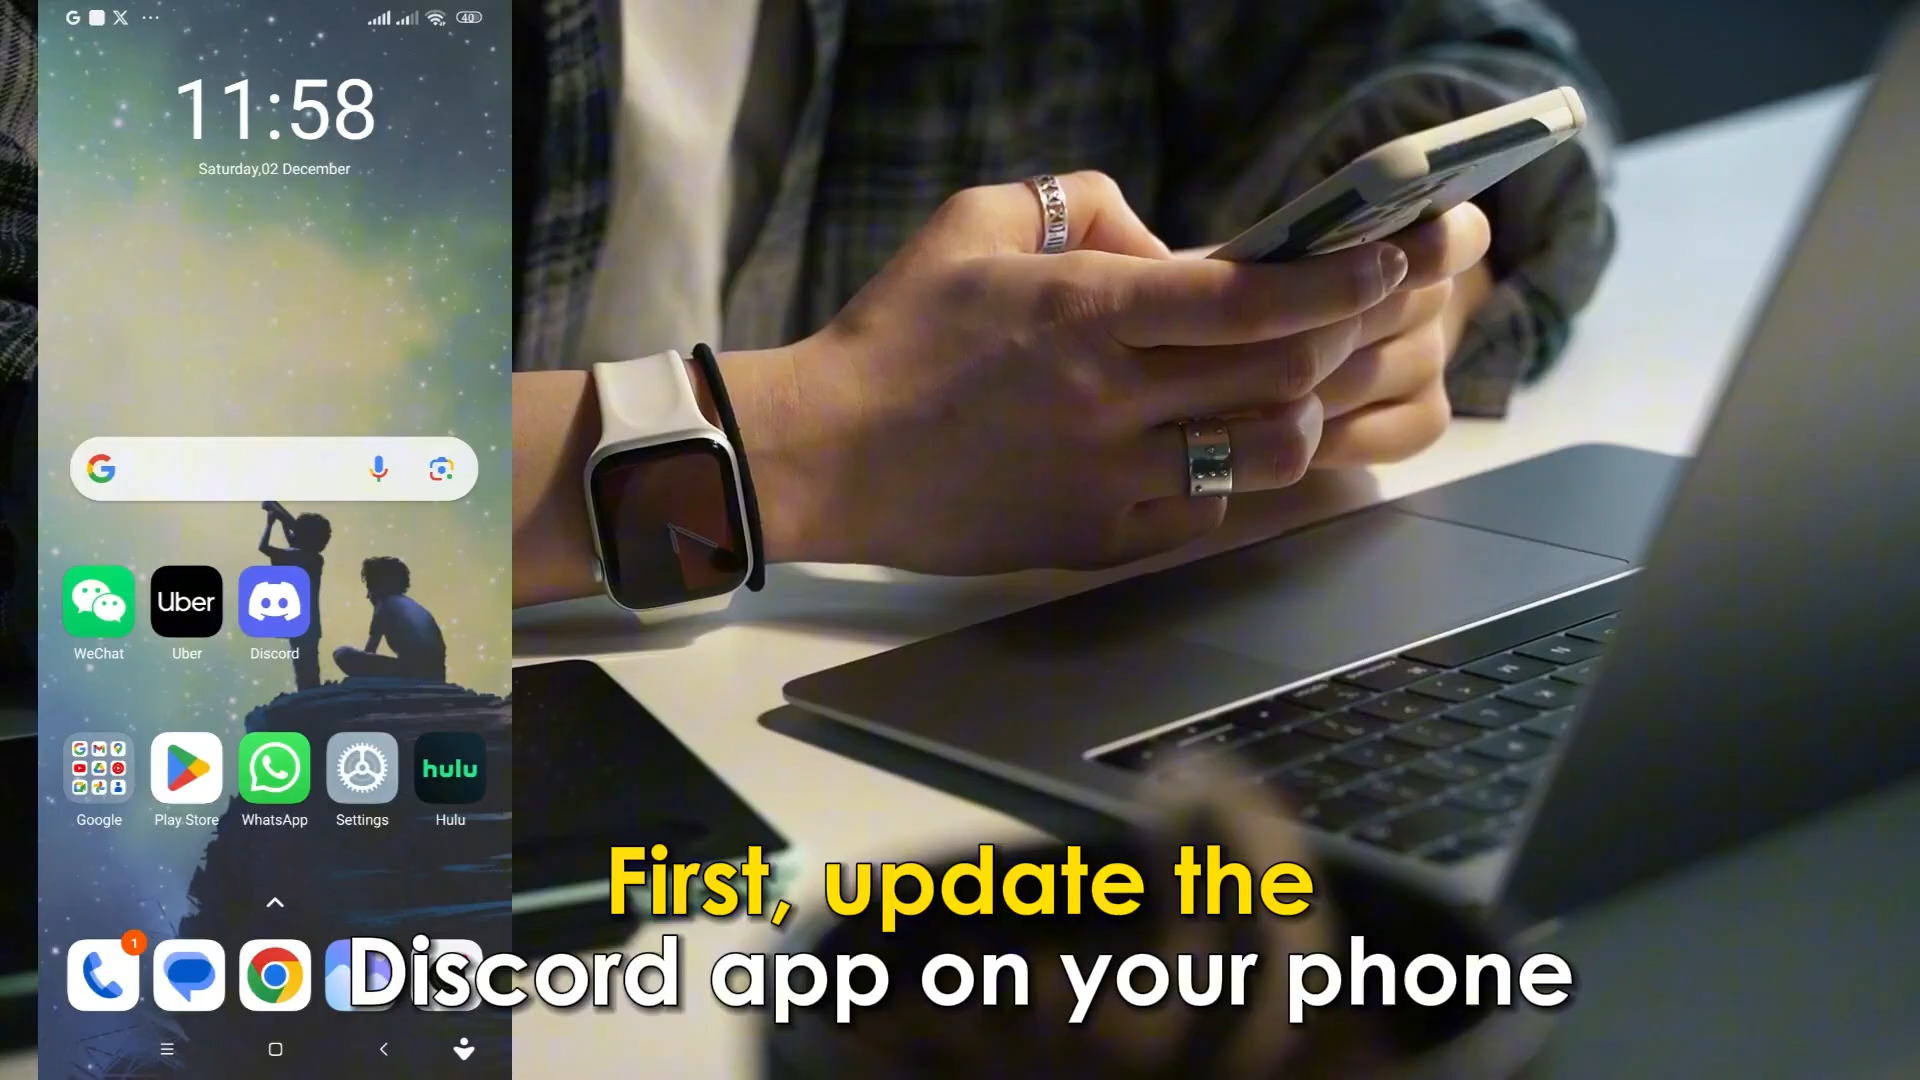 40
11:58
Saturday,02 December
Uber
WeChat
Uber
Discord
hulu
Google
Play Store
WhatsApp
Settings
Hulu
1
First, update the
Discord app on your phone